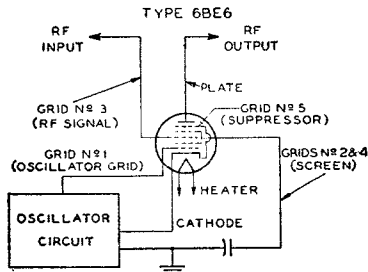 TYPE 6BE6
RF
INPUT
RF
OUTPUT
PLATE
GRID Nº 3
(RF SIGNAL)
GRID Nº 5
(SUPPRESSOR)
GRID Nº 1
(OSCILLATOR GRID)
GRIDS Nº 2&4
(SCREEN)
HEATER
CATHODE
OSCILLATOR
CIRCUIT